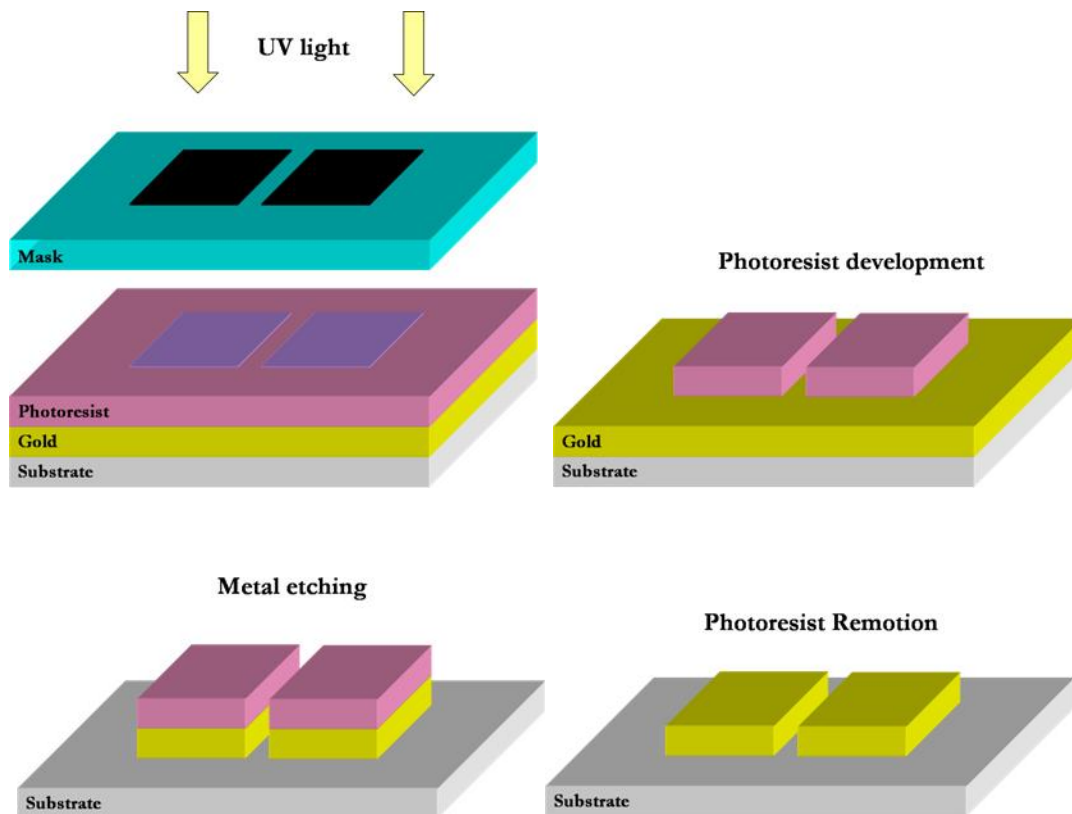 UV light
Mask
Photoresist
Gold
Substrate
Photoresist development
Gold
Substrate
Metal etching
Substrate
Photoresist Remotion
Substrate